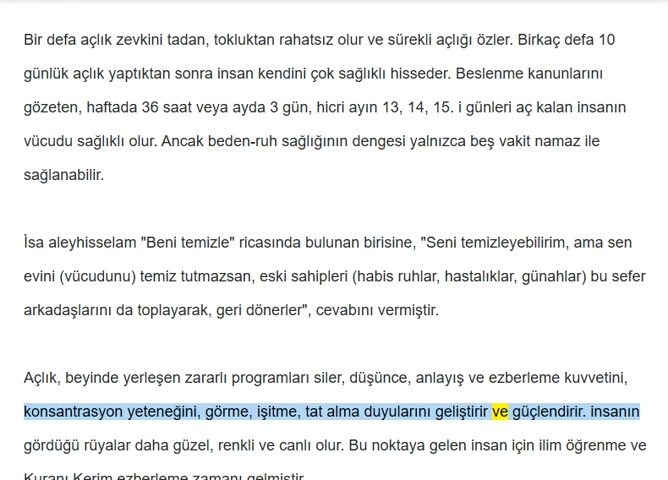 Bir defa açlık zevkini tadan, tokluktan rahatsız olur ve sürekli açlığı özler. Birkaç defa 10
günlük açlık yaptıktan sonra insan kendini çok sağlıklı hisseder. Beslenme kanunlarını
gözeten, haftada 36 saat veya ayda 3 gün, hicri ayın 13, 14, 15. i günleri aç kalan insanın
vücudu sağlıklı olur. Ancak beden-ruh sağlığının dengesi yalnızca beş vakit namaz ile
sağlanabilir.
İsa aleyhisselam "Beni temizle" ricasında bulunan birisine, "Seni temizleyebilirim, ama sen
evini (vücudunu) temiz tutmazsan, eski sahipleri (habis ruhlar, hastalıklar, günahlar) bu sefer
arkadaşlarını da toplayarak, geri dönerler", cevabını vermiştir.
Açlık, beyinde yerleşen zararlı programları siler, düşünce, anlayış ve ezberleme kuvvetini,
konsantrasyon yeteneğini, görme, işitme, tat alma duyularını geliştirir ve güçlendirir. insanın
gördüğü rüyalar daha güzel, renkli ve canlı olur. Bu noktaya gelen insan için ilim öğrenme ve
Kuranı Kerim ezberleme zamanı gelmiştir.